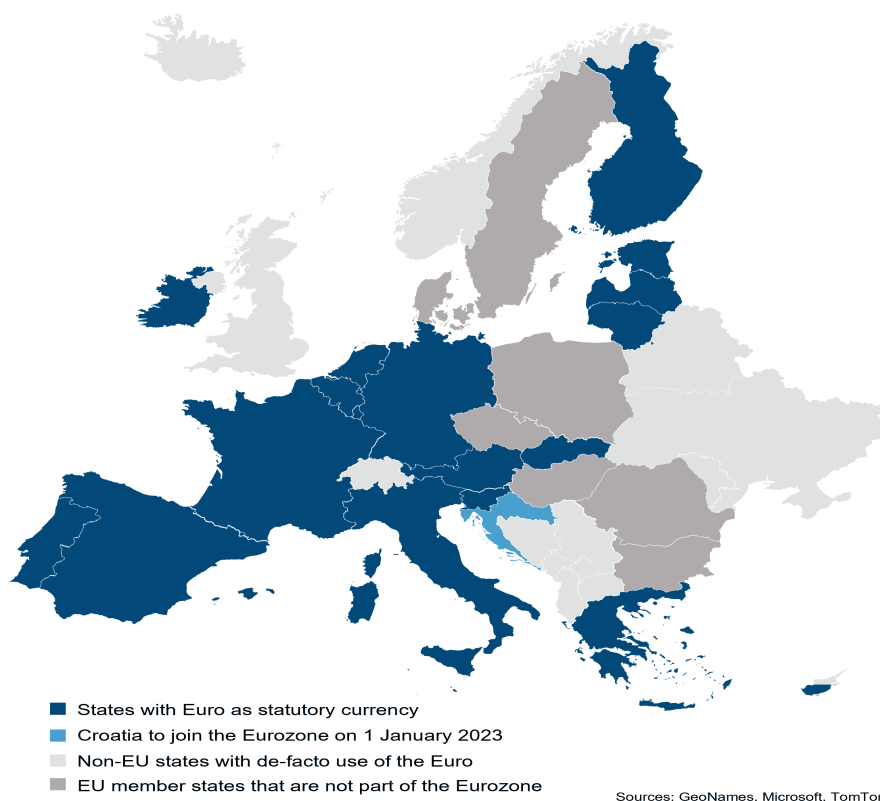 States with Euro as statutory currency
Croatia to join the Eurozone on 1 January 2023
Non-EU states with de-facto use of the Euro
EU member states that are not part of the Eurozone
Sources: GeoNames, Microsoft, TomTom